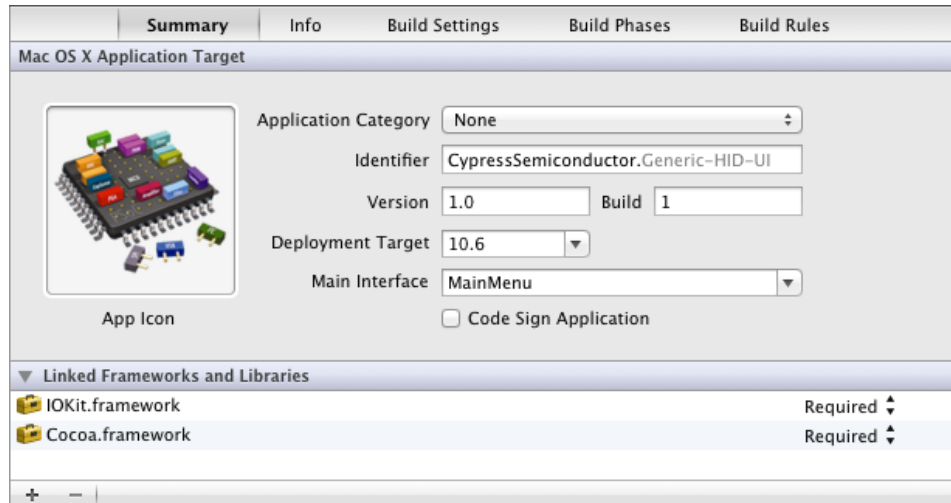 Summary Info Build Settings Build Phases Build Rules
Mac OS X Application Target
Application Category None
Identifier CypressSemiconductor.Generic-HID-UI
Version 1.0 Build 1
Deployment Target 10.6
Main Interface MainMenu
App Icon
Code Sign Application
Linked Frameworks and Libraries
IOKit.framework Required
Cocoa.framework Required